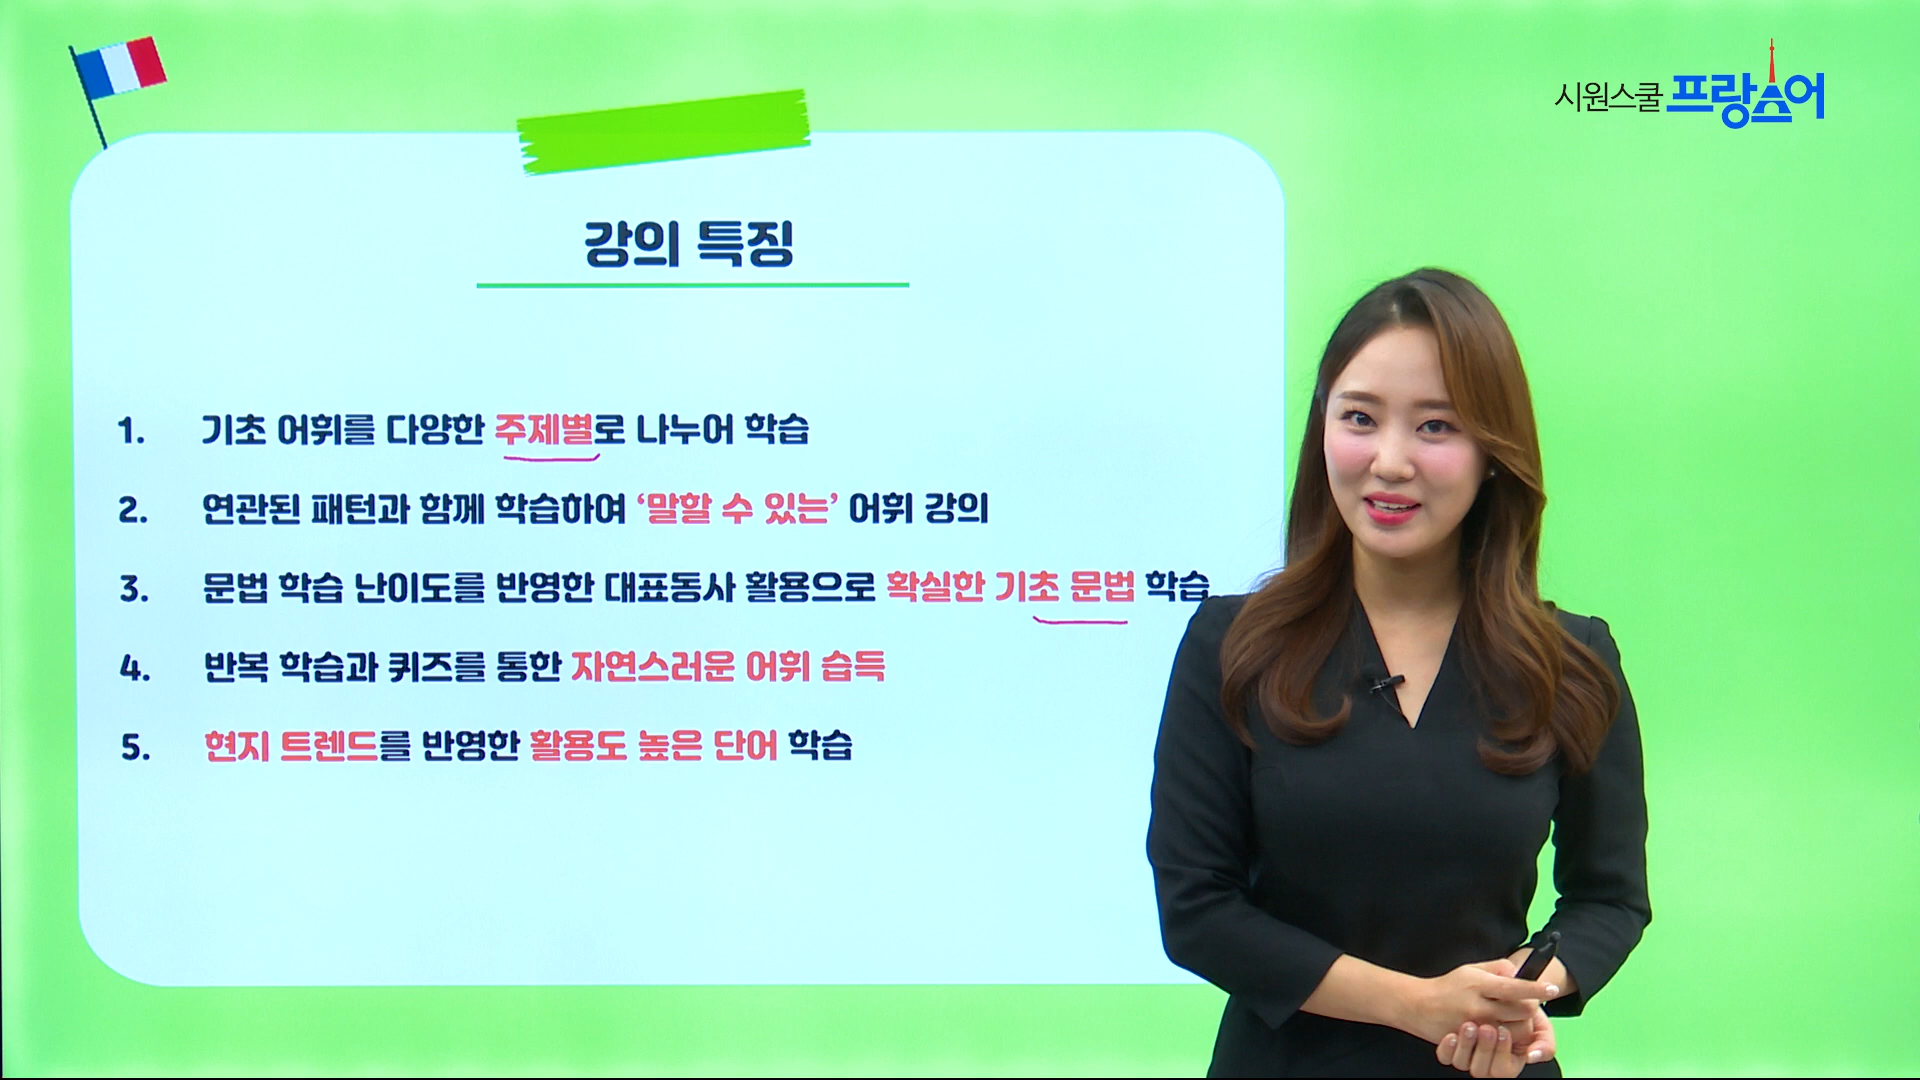 시원스쿨 프랑스어
강의 특징
1. 기초 어휘를 다양한 주제별로 나누어 학습
2. 연관된 패턴과 함께 학습하여 ‘말할 수 있는’ 어휘 강의
3. 문법 학습 난이도를 반영한 대표동사 활용으로 확실한 기초 문법 학습
4. 반복 학습과 퀴즈를 통한 자연스러운 어휘 습득
5. 현지 트렌드를 반영한 활용도 높은 단어 학습